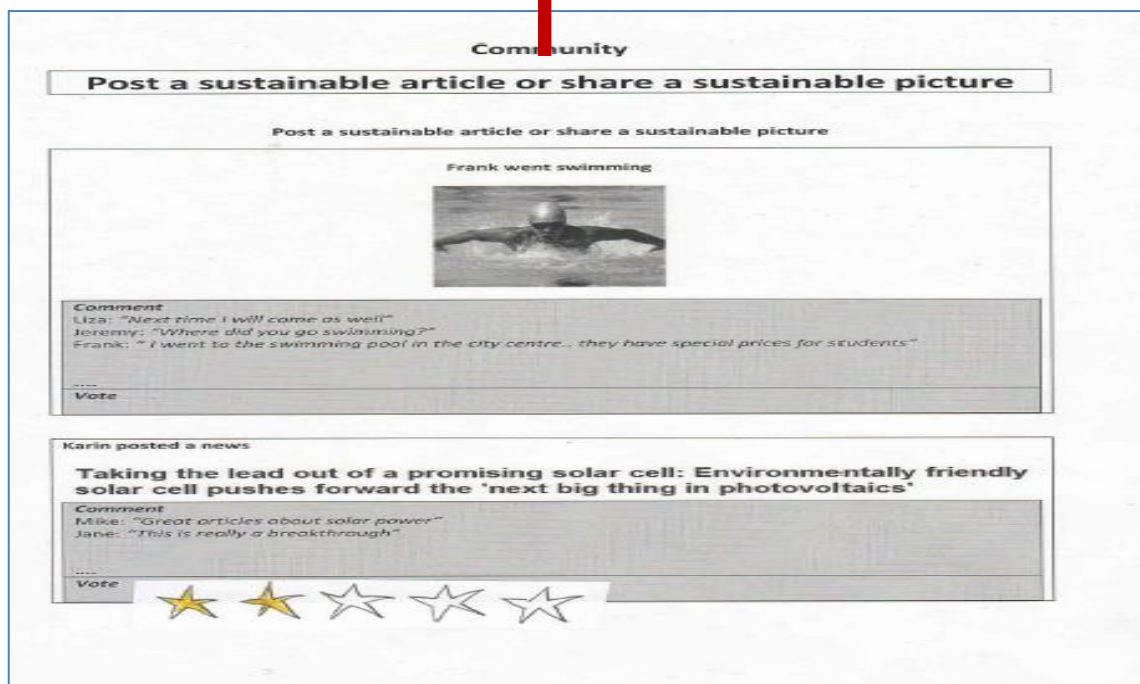 Community
Post a sustainable article or share a sustainable picture
Post a sustainable article or share a sustainable picture
Frank went swimming
Comment
Liza: "Next time I will come as well"
Jeremy: "Where did you go swimming?"
Frank: " I went to the swimming pool in the city centre.. they have special prices for students"
....
Vote
Karin posted a news
Taking the lead out of a promising solar cell: Environmentally friendly
solar cell pushes forward the 'next big thing in photovoltaics'
Comment
Mike: "Great articles about solar power"
Jane: "This is really a breakthrough"
....
Vote